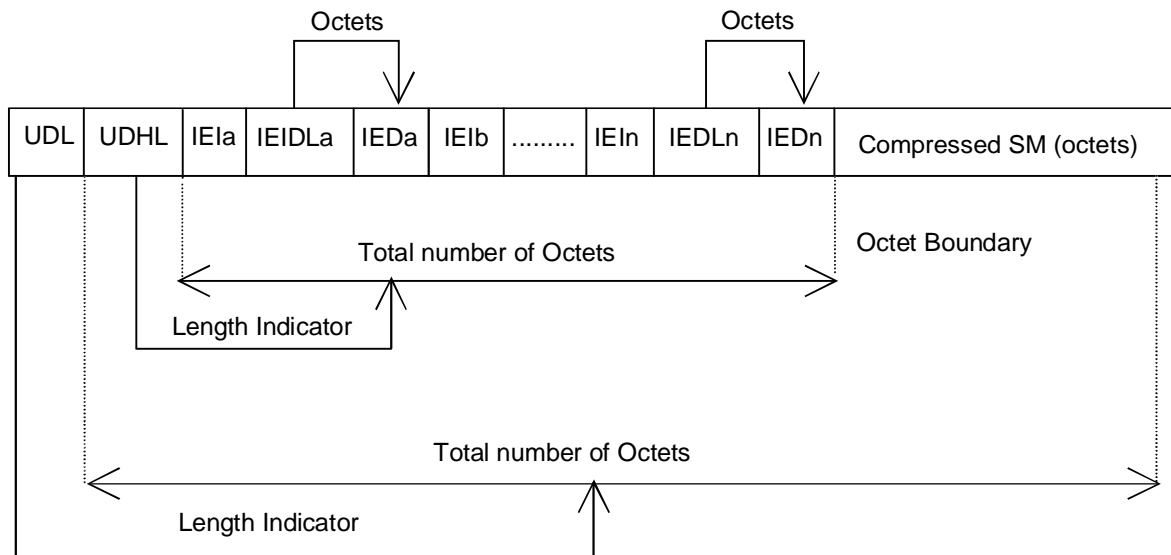 Octets Octets
UDL UDHL IEIa IEIDLa IEDa IEIb ......... IEIn IEDLn IEDn Compressed SM (octets)
Total number of Octets Octet Boundary
Length Indicator
Total number of Octets
Length Indicator